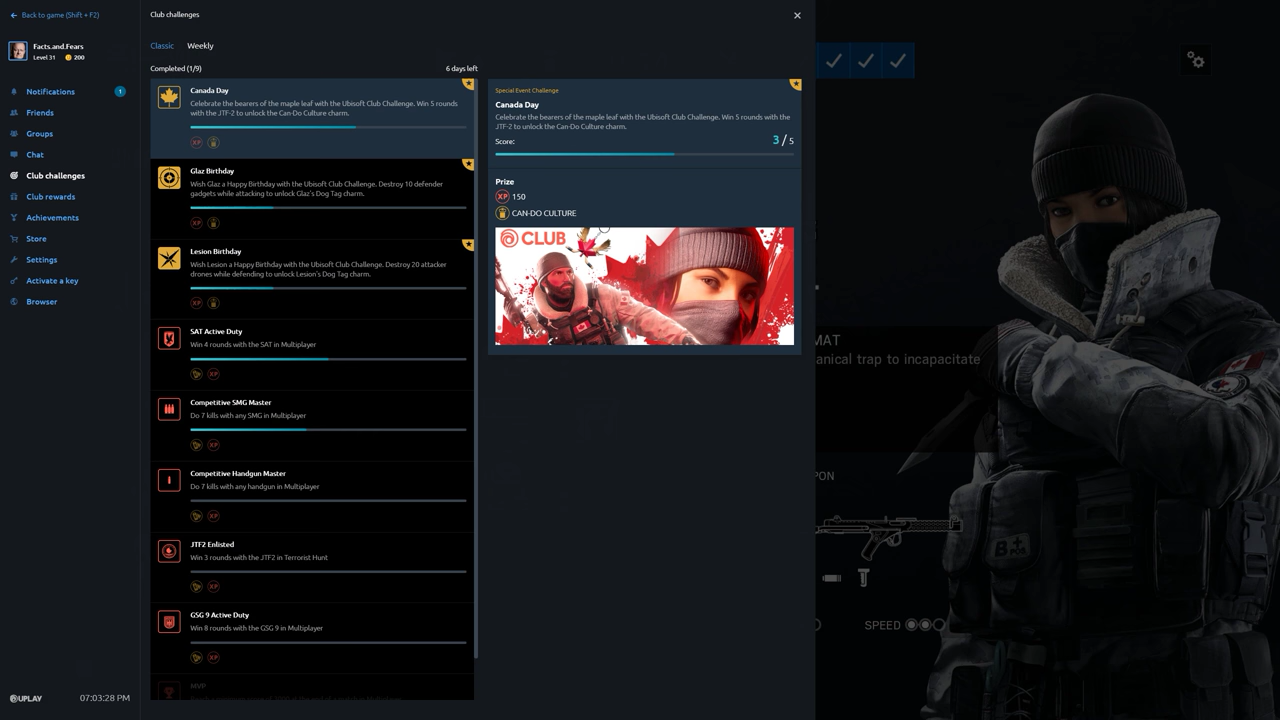 Back to game (Shift + F2)
Facts.and.Fears
Level 31
200
Notifications
1
Friends
Groups
Chat
Club challenges
Club rewards
Achievements
Store
Settings
Activate a key
Browser
UPLAY
07:03:28 PM
Club challenges
Classic
Weekly
Completed (1/9)
6 days left
Canada Day
Celebrate the bearers of the maple leaf with the Ubisoft Club Challenge. Win 5 rounds
with the JTF-2 to unlock the Can-Do Culture charm.
XP
Glaz Birthday
Wish Glaz a Happy Birthday with the Ubisoft Club Challenge. Destroy 10 defender
gadgets while attacking to unlock Glaz's Dog Tag charm.
XP
Lesion Birthday
Wish Lesion a Happy Birthday with the Ubisoft Club Challenge. Destroy 20 attacker
drones while defending to unlock Lesion's Dog Tag charm.
XP
SAT Active Duty
Win 4 rounds with the SAT in Multiplayer
XP
Competitive SMG Master
Do 7 kills with any SMG in Multiplayer
XP
Competitive Handgun Master
Do 7 kills with any handgun in Multiplayer
XP
JTF2 Enlisted
Win 3 rounds with the JTF2 in Terrorist Hunt
XP
GSG 9 Active Duty
Win 8 rounds with the GSG 9 in Multiplayer
XP
MVP
Special Event Challenge
Canada Day
Celebrate the bearers of the maple leaf with the Ubisoft Club Challenge. Win 5 rounds with the
JTF-2 to unlock the Can-Do Culture charm.
Score:
3 / 5
Prize
XP 150
CAN-DO CULTURE
CLUB
MAT
anical trap to incapacitate
PON
SPEED
B+
POS